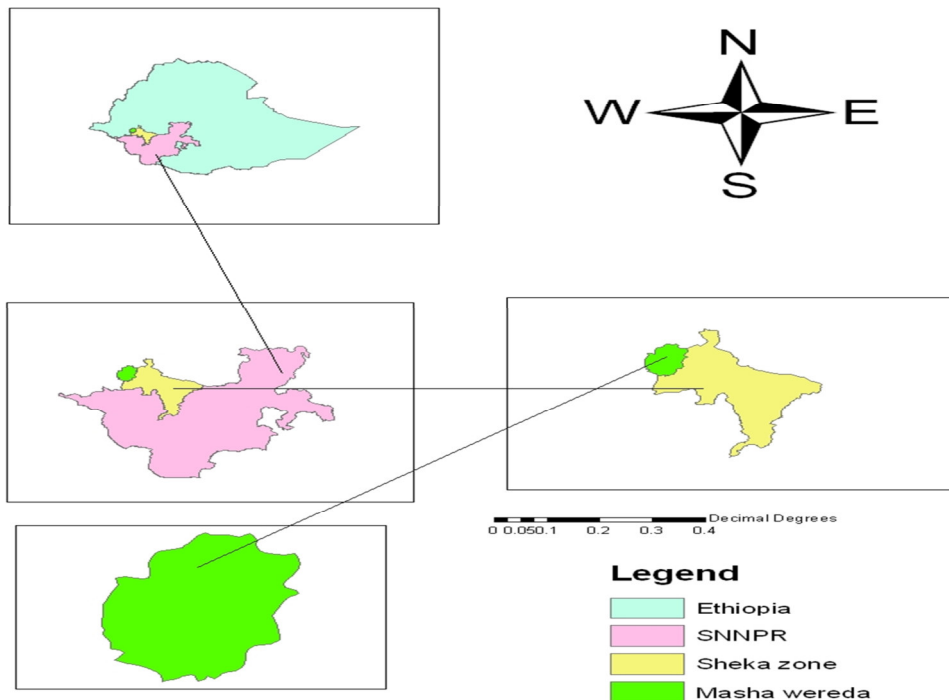 N
W E
S
Decimal Degrees
0 0.050.1 0.2 0.3 0.4
Legend
Ethiopia
SNNPR
Sheka zone
Masha wereda